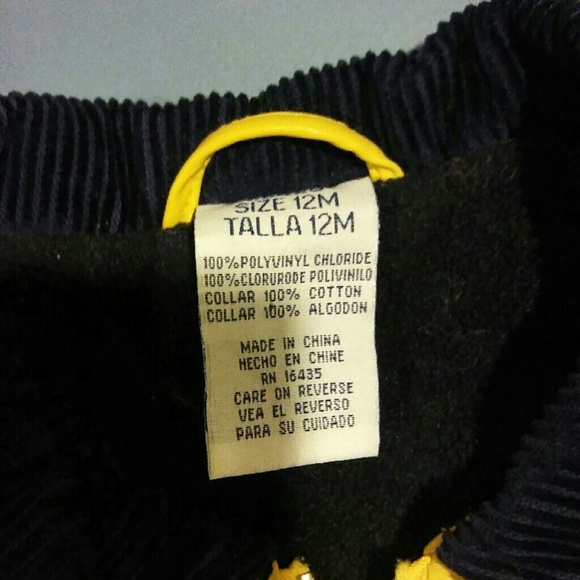 SIZE 12M
TALLA 12M
100% POLYVINYL CHLORIDE
100% CLORURODE POLIVINILO
COLLAR 100% COTTON
COLLAR 100% ALGODON
MADE IN CHINA
HECHO EN CHINE
RN 16435
CARE ON REVERSE
VEA EL REVERSO
PARA SU CUIDADO